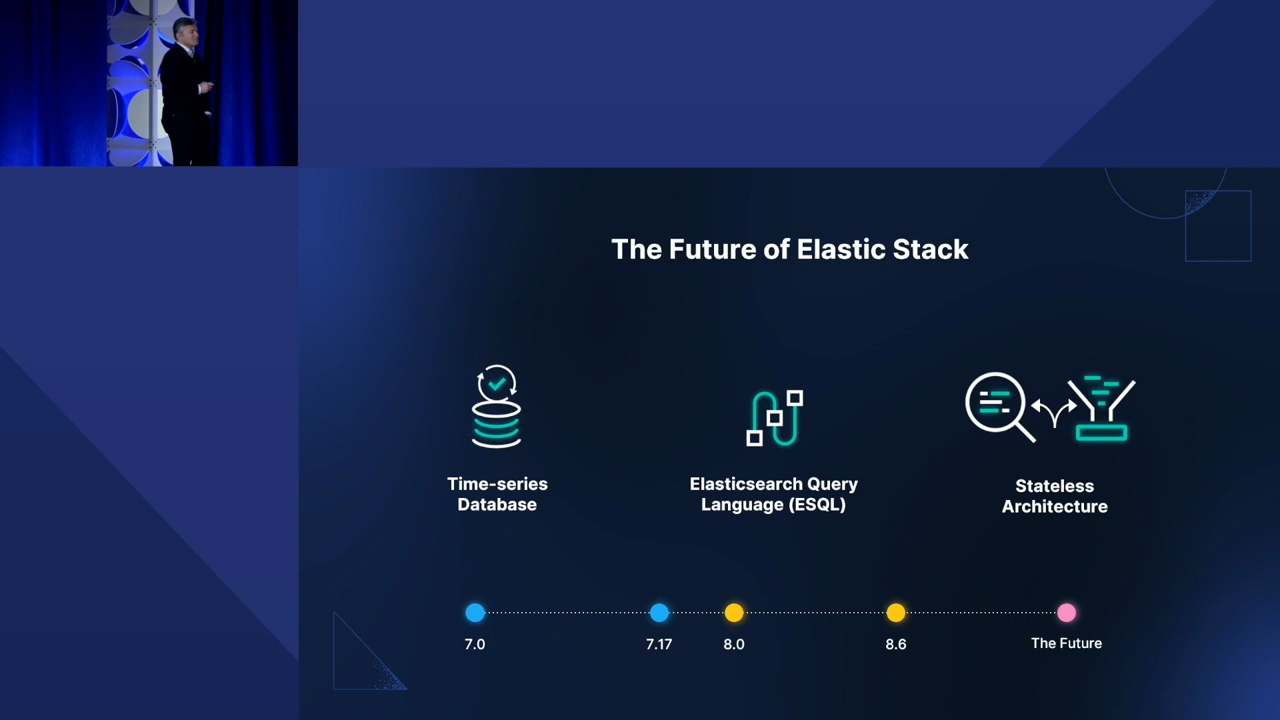 The Future of Elastic Stack
Time-series
Database
Elasticsearch Query
Language (ESQL)
Stateless
Architecture
7.0
7.17
8.0
8.6
The Future